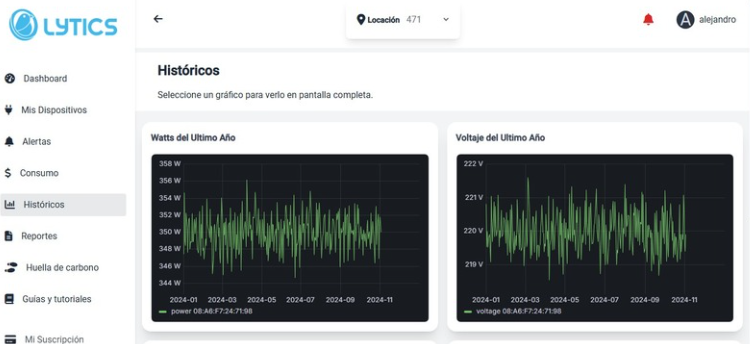 LYTICS
Locación 471
alejandro
Dashboard
Mis Dispositivos
Alertas
Consumo
Históricos
Reportes
Huella de carbono
Guías y tutoriales
Mi Suscripción
Históricos
Seleccione un gráfico para verlo en pantalla completa.
Watts del Ultimo Año
358 W
356 W
354 W
352 W
350 W
348 W
346 W
344 W
2024-01 2024-03 2024-05 2024-07 2024-09 2024-11
power 08:A6:F7:24:71:98
Voltaje del Ultimo Año
222 V
221 V
220 V
219 V
2024-01 2024-03 2024-05 2024-07 2024-09 2024-11
voltage 08:A6:F7:24:71:98